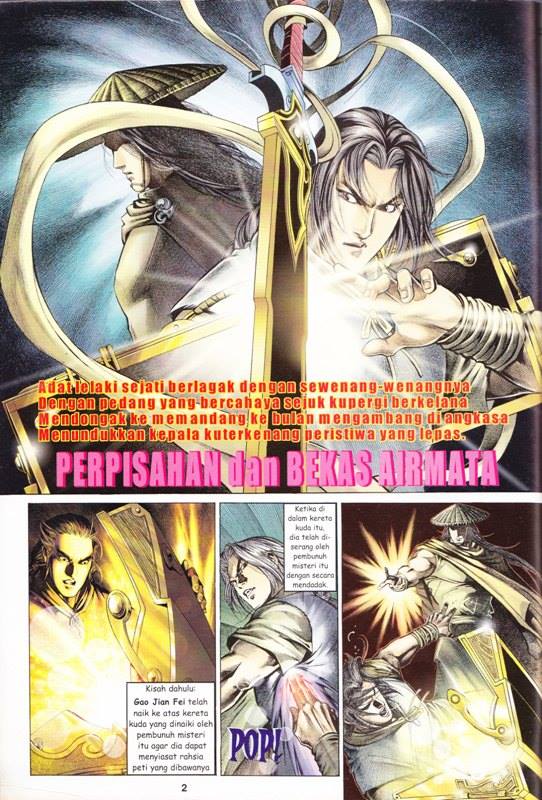 Adat lelaki sejati berlagak dengan sewenang-wenangnya
Dengan pedang yang bercahaya sejuk kupergi berkelana
Mendongak ke memandang ke bulan mengambang di angkasa
Menundukkan kepala kuterkenang peristiwa yang lepas.
PERPISAHAN dan BEKAS AIRMATA
Ketika di
dalam kereta
kuda itu,
dia telah di-
serang oleh
pembunuh
misteri itu
dengan secara
mendadak.
Kisah dahulu:
Gao Jian Fei telah
naik ke atas kereta
kuda yang dinaiki oleh
pembunuh misteri
itu agar dia dapat
menyiasat rahsia
peti yang dibawanya
POP!
2